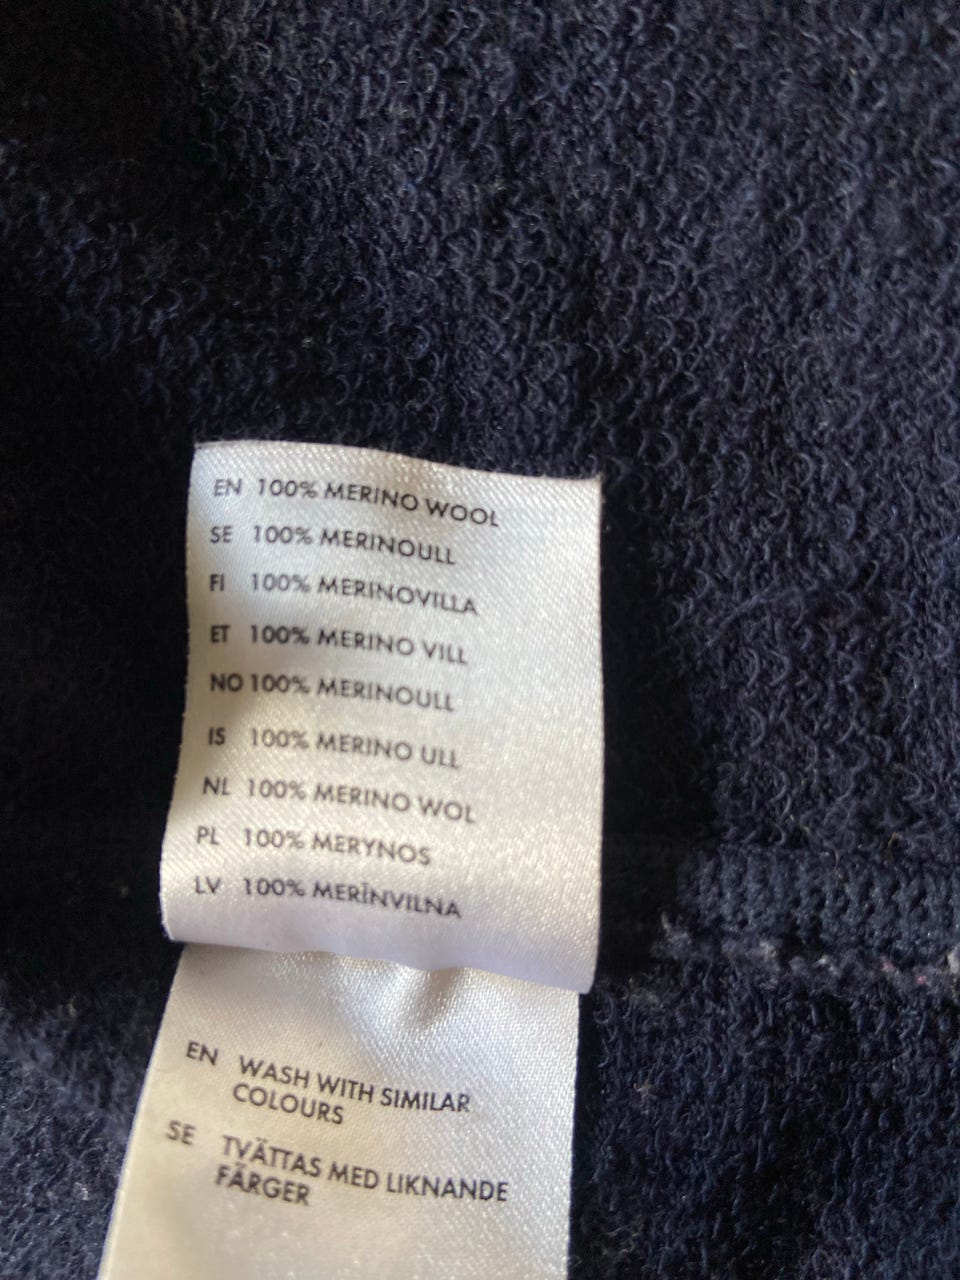 EN 100% MERINO WOOL
SE 100% MERINOULL
FI 100% MERINOVILLA
ET 100% MERINO VILL
NO 100% MERINOULL
IS 100% MERINO ULL
NL 100% MERINO WOL
PL 100% MERYNOS
LV 100% MERĪNVILNA
EN WASH WITH SIMILAR
COLOURS
SE TVÄTTAS MED LIKNANDE
FÄRGER